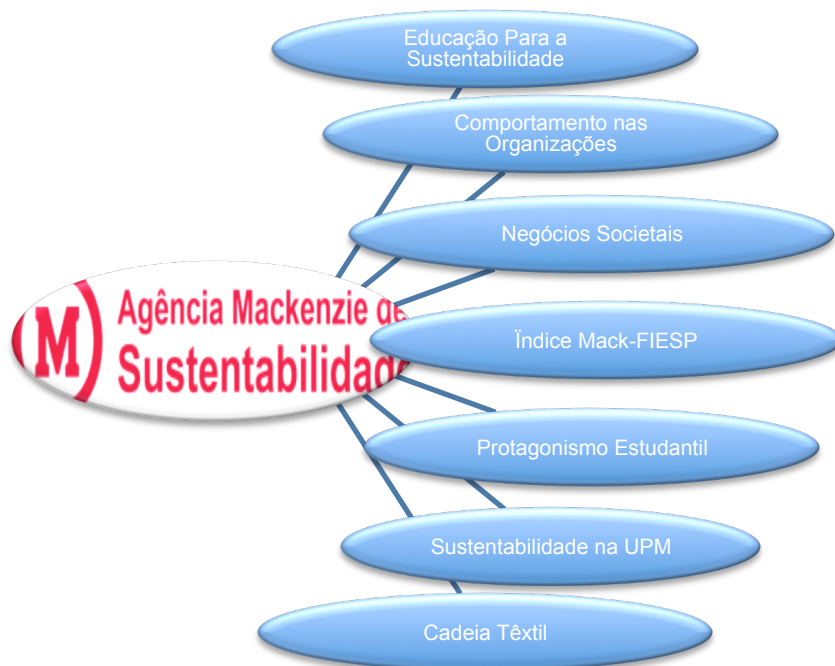 Educação Para a
Sustentabilidade
Comportamento nas
Organizações
Negócios Societais
M) Agência Mackenzie de
Sustentabilidade
Ïndice Mack-FIESP
Protagonismo Estudantil
Sustentabilidade na UPM
Cadeia Têxtil